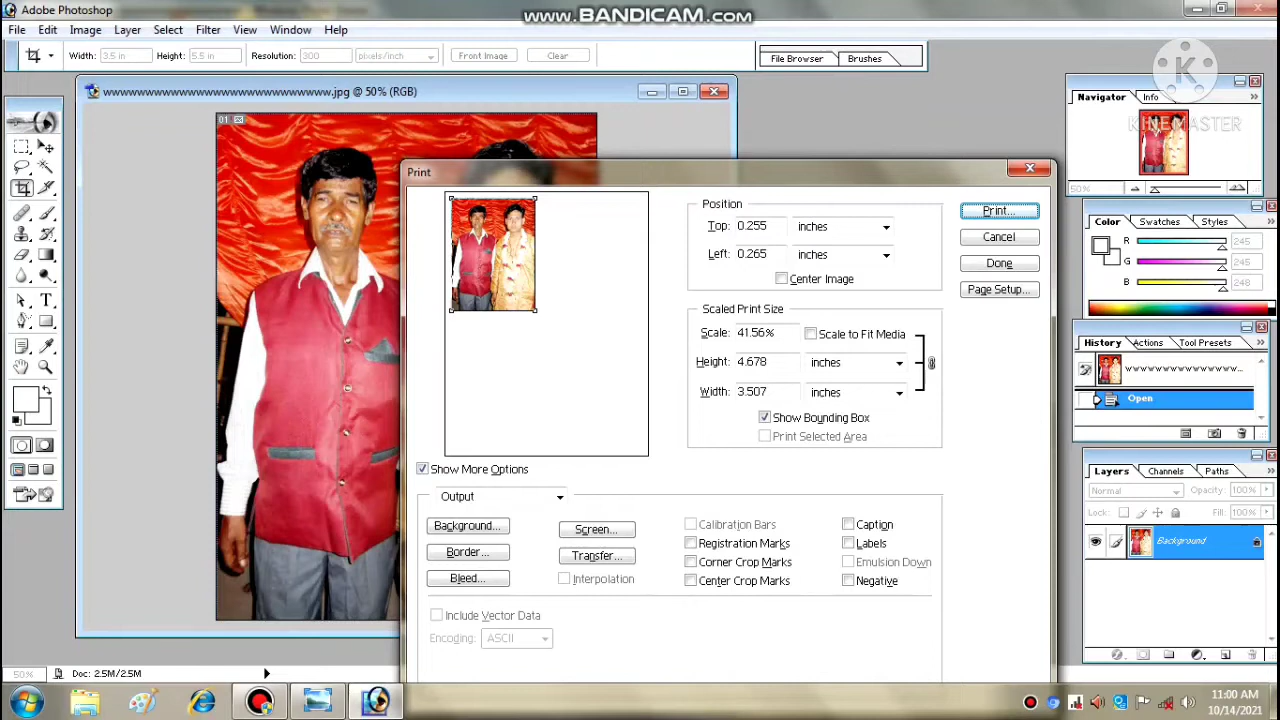 Adobe Photoshop
www.BANDICAM.com
File Edit Image Layer Select Filter View Window Help
Width: 3.5 in Height: 5.5 in Resolution: 300 pixels/inch Front Image Clear File Browser Brushes
wwwwwwwwwwwwwwwwwwwwwwwwwww.jpg @ 50% (RGB)
01
Navigator Info
K
KINEMASTER
50%
Print
Position
Top: 0.255 inches
Left: 0.265 inches
Center Image
Scaled Print Size
Scale: 41.56% Scale to Fit Media
Height: 4.678 inches
Width: 3.507 inches
Show Bounding Box
Print Selected Area
Print...
Cancel
Done
Page Setup...
Show More Options
Output
Background... Screen... Calibration Bars Caption
Border... Transfer... Registration Marks Labels
Bleed... Interpolation Corner Crop Marks Emulsion Down
Center Crop Marks Negative
Include Vector Data
Encoding: ASCII
Color Swatches Styles
R 245
G 245
B 248
History Actions Tool Presets
Open
Layers Channels Paths
Normal Opacity: 100%
Lock: Fill: 100%
Background
50% Doc: 2.5M/2.5M
11:00 AM
10/14/2021